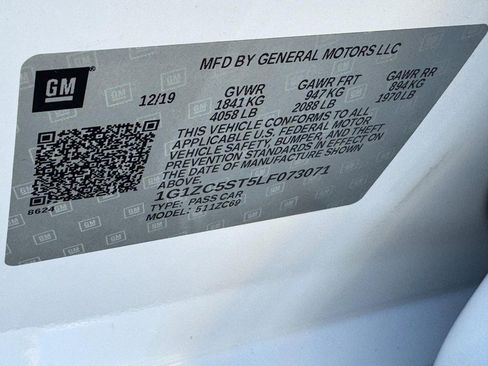 MFD BY GENERAL MOTORS LLC
GM
12/19
GVWR
1841 KG
4058 LB
GAWR FRT
947 KG
2088 LB
GAWR RR
894 KG
1970 LB
THIS VEHICLE CONFORMS TO ALL
APPLICABLE U.S. FEDERAL MOTOR
VEHICLE SAFETY, BUMPER, AND THEFT
PREVENTION STANDARDS IN EFFECT ON
THE DATE OF MANUFACTURE SHOWN
ABOVE.
1G1ZC5ST5LF073071
TYPE: PASS CAR
MODEL: 5112C69
8624